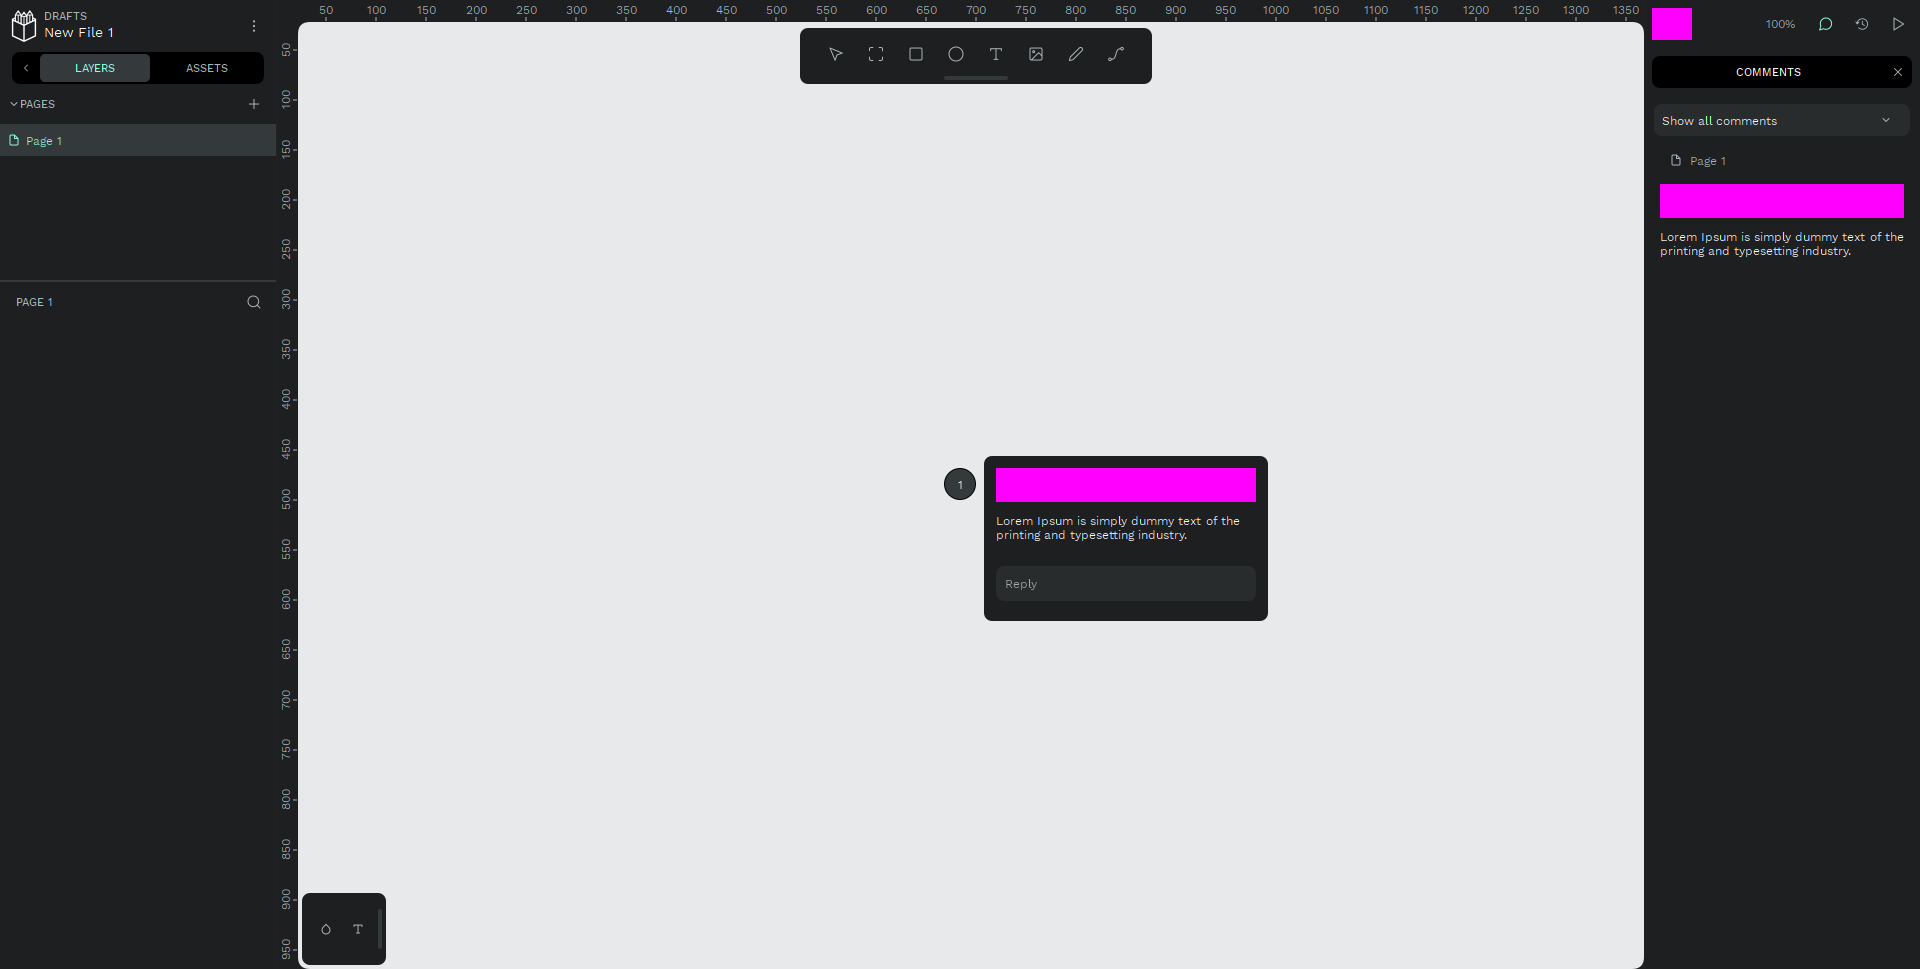 DRAFTS
New File 1
LAYERS
ASSETS
PAGES
Page 1
PAGE 1
50 100 150 200 250 300 350 400 450 500 550 600 650 700 750 800 850 900 950 1000 1050 1100 1150 1200 1250 1300 1350
50
100
150
200
250
300
350
400
450
500
550
600
650
700
750
800
850
900
950
1
Lorem Ipsum is simply dummy text of the
printing and typesetting industry.
Reply
100%
COMMENTS
Show all comments
Page 1
Lorem Ipsum is simply dummy text of the
printing and typesetting industry.